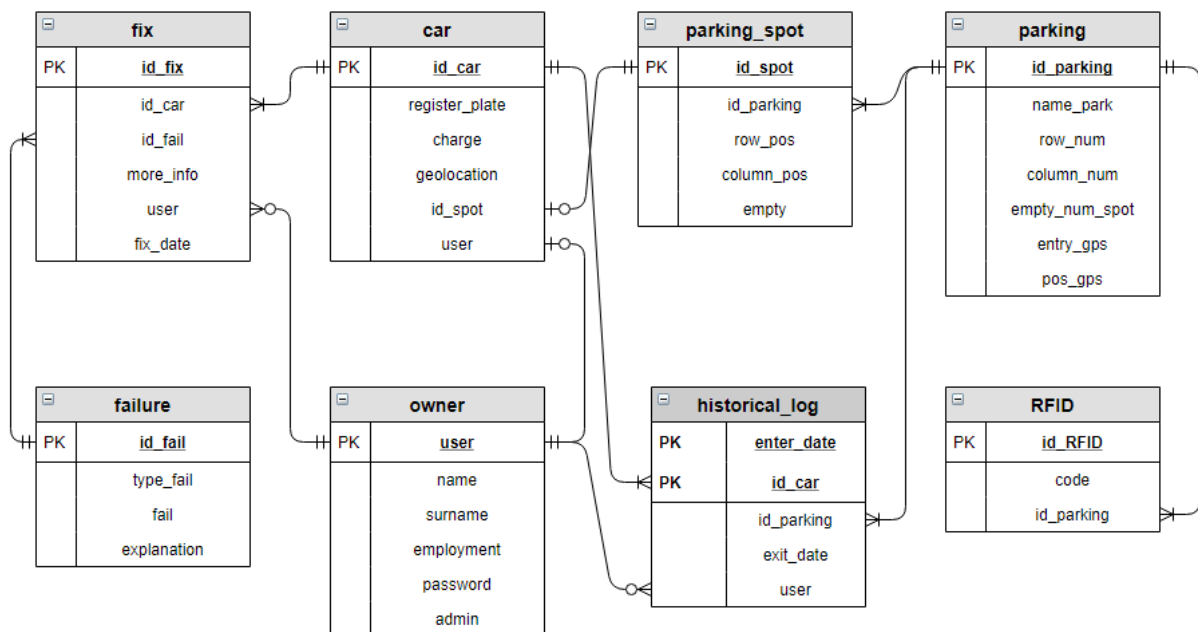 fix
PK id_fix
id_car
id_fail
more_info
user
fix_date
car
PK id_car
register_plate
charge
geolocation
id_spot
user
parking_spot
PK id_spot
id_parking
row_pos
column_pos
empty
parking
PK id_parking
name_park
row_num
column_num
empty_num_spot
entry_gps
pos_gps
failure
PK id_fail
type_fail
fail
explanation
owner
PK user
name
surname
employment
password
admin
historical_log
PK enter_date
PK id_car
id_parking
exit_date
user
RFID
PK id_RFID
code
id_parking